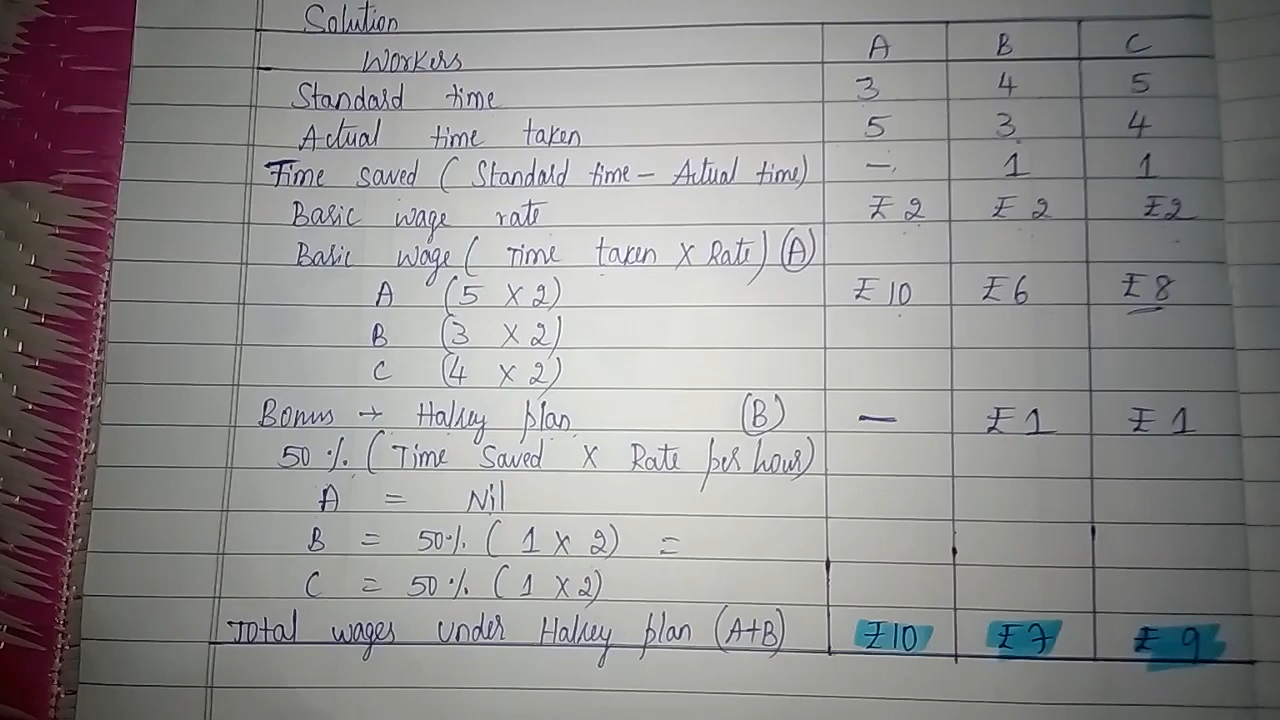 Solution
Workers A B C
Standard time 3 4 5
Actual time taken 5 3 4
Time saved ( Standard time - Actual time) - 1 1
Basic wage rate ₹ 2 ₹ 2 ₹2
Basic wage ( Time taken X Rate) (A)
A (5 X 2) ₹ 10 ₹ 6 ₹ 8
B (3 X 2)
C (4 X 2)
Bonus → Halsey plan (B) - ₹ 1 ₹ 1
50 % ( Time Saved X Rate per hour)
A = Nil
B = 50% ( 1 X 2) =
C = 50 % ( 1 X 2)
Total wages under Halsey plan (A+B) ₹10 ₹ 7 ₹ 9